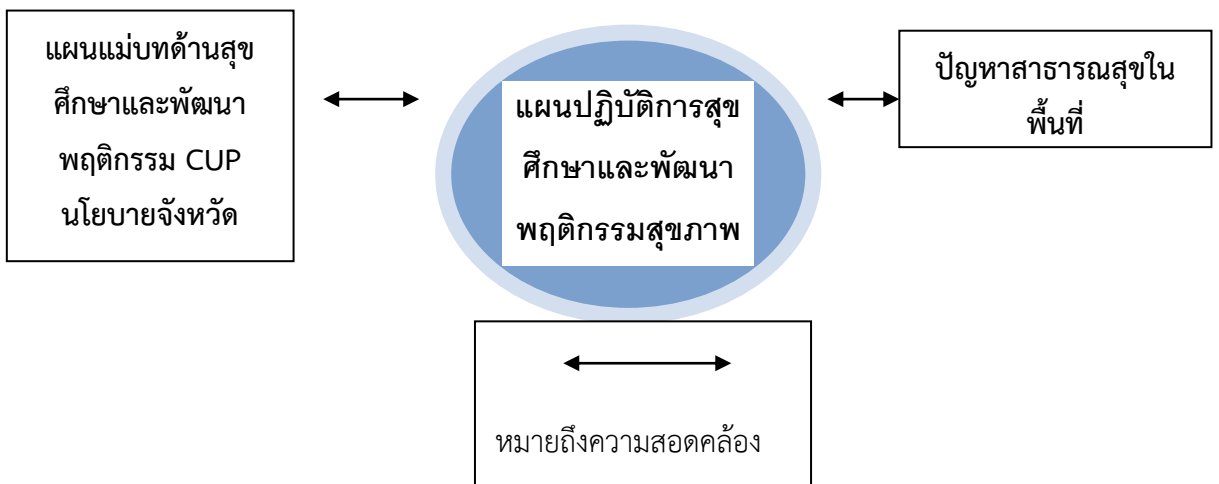 แผนแม่บทด้านสุข
ศึกษาและพัฒนา
พฤติกรรม CUP
นโยบายจังหวัด
แผนปฏิบัติการสุข
ศึกษาและพัฒนา
พฤติกรรมสุขภาพ
ปัญหาสาธารณสุขใน
พื้นที่
หมายถึงความสอดคล้อง